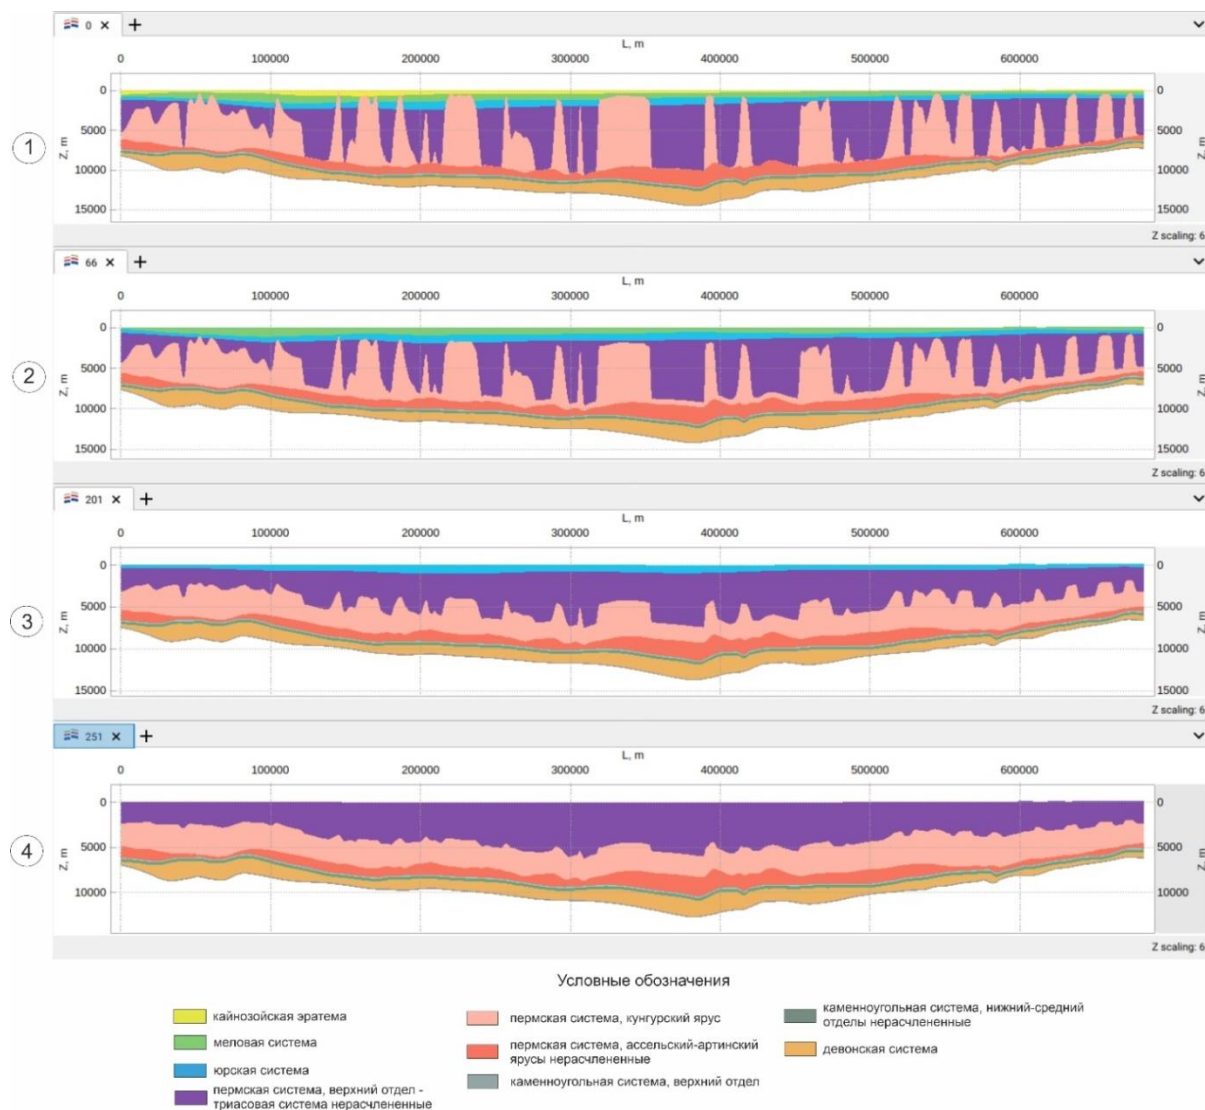 0 × +
L, m
0 100000 200000 300000 400000 500000 600000
0 0
5000 5000
10000 10000
15000 15000
Z, m Z, m
1
Z scaling: 6
66 × +
L, m
0 100000 200000 300000 400000 500000 600000
0 0
5000 5000
10000 10000
15000 15000
Z, m Z, m
2
Z scaling: 6
201 × +
L, m
0 100000 200000 300000 400000 500000 600000
0 0
5000 5000
10000 10000
15000 15000
Z, m Z, m
3
Z scaling: 6
251 × +
L, m
0 100000 200000 300000 400000 500000 600000
0 0
5000 5000
10000 10000
Z, m Z, m
4
Z scaling: 6
Условные обозначения
кайнозойская эратема
меловая система
юрская система
пермская система, верхний отдел -
триасовая система нерасчлененные
пермская система, кунгурский ярус
пермская система, ассельский-артинский
ярусы нерасчлененные
каменноугольная система, верхний отдел
каменноугольная система, нижний-средний
отделы нерасчлененные
девонская система